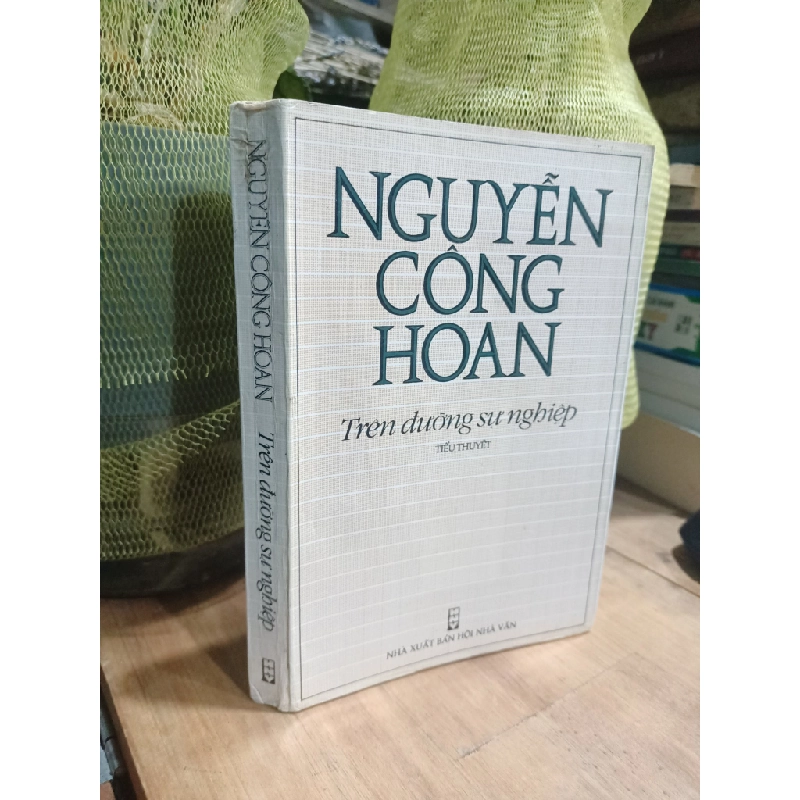 NGUYỄN
CÔNG
HOAN
Trên đường sự nghiệp
TIỂU THUYẾT
NHÀ XUẤT BẢN HỘI NHÀ VĂN
NGUYỄN CÔNG HOAN Trên đường sự nghiệp